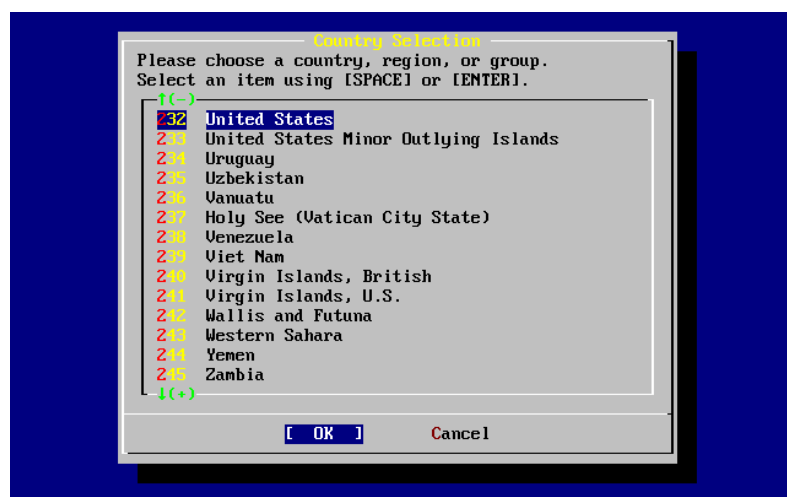 Country Selection
Please choose a country, region, or group.
Select an item using [SPACE] or [ENTER].
↑(-)
232 United States
233 United States Minor Outlying Islands
234 Uruguay
235 Uzbekistan
236 Vanuatu
237 Holy See (Vatican City State)
238 Venezuela
239 Viet Nam
240 Virgin Islands, British
241 Virgin Islands, U.S.
242 Wallis and Futuna
243 Western Sahara
244 Yemen
245 Zambia
↓(+)
[ OK ] Cancel